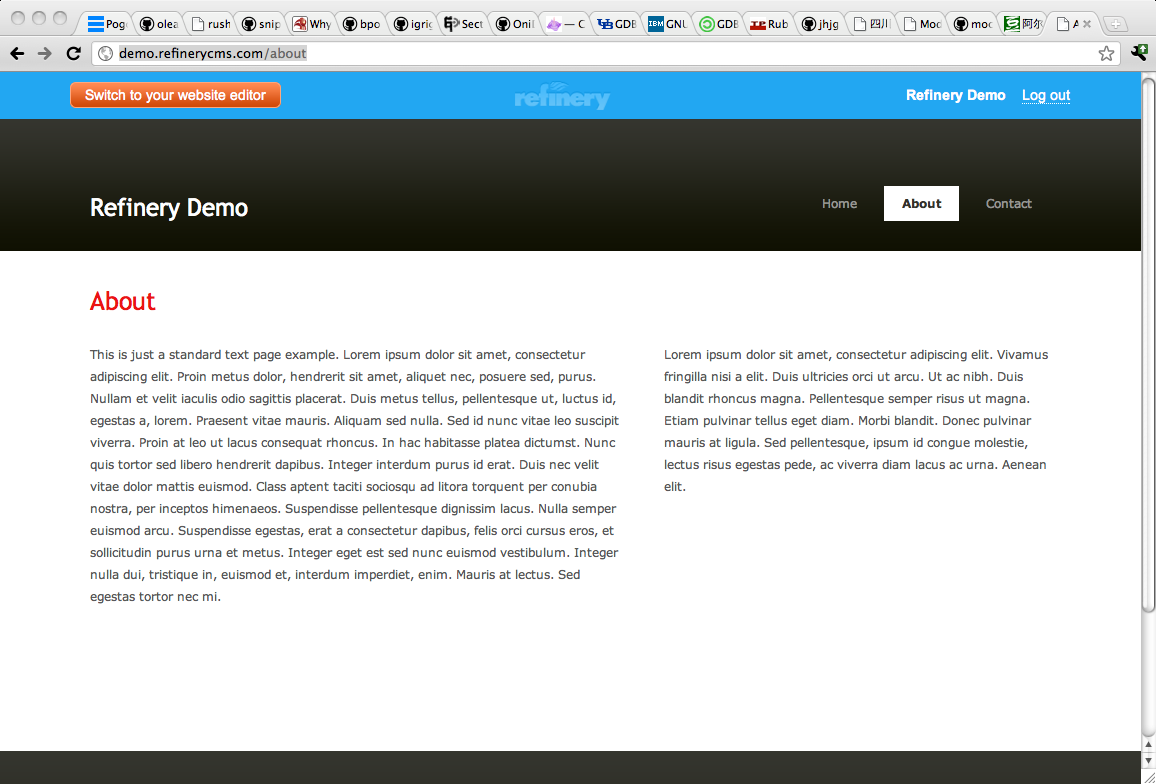 Pog
olea
rush
snip
Why
bpo
igrig
Sect
Onil
— C
GDB
IBM
GNU
GDB
Rub
jhjg
四川
Mod
moc
阿尔
A
demo.refinerycms.com/about
Switch to your website editor
refinery
Refinery Demo Log out
Refinery Demo
Home About Contact
About
This is just a standard text page example. Lorem ipsum dolor sit amet, consectetur
adipiscing elit. Proin metus dolor, hendrerit sit amet, aliquet nec, posuere sed, purus.
Nullam et velit iaculis odio sagittis placerat. Duis metus tellus, pellentesque ut, luctus id,
egestas a, lorem. Praesent vitae mauris. Aliquam sed nulla. Sed id nunc vitae leo suscipit
viverra. Proin at leo ut lacus consequat rhoncus. In hac habitasse platea dictumst. Nunc
quis tortor sed libero hendrerit dapibus. Integer interdum purus id erat. Duis nec velit
vitae dolor mattis euismod. Class aptent taciti sociosqu ad litora torquent per conubia
nostra, per inceptos himenaeos. Suspendisse pellentesque dignissim lacus. Nulla semper
euismod arcu. Suspendisse egestas, erat a consectetur dapibus, felis orci cursus eros, et
sollicitudin purus urna et metus. Integer eget est sed nunc euismod vestibulum. Integer
nulla dui, tristique in, euismod et, interdum imperdiet, enim. Mauris at lectus. Sed
egestas tortor nec mi.
Lorem ipsum dolor sit amet, consectetur adipiscing elit. Vivamus
fringilla nisi a elit. Duis ultricies orci ut arcu. Ut ac nibh. Duis
blandit rhoncus magna. Pellentesque semper risus ut magna.
Etiam pulvinar tellus eget diam. Morbi blandit. Donec pulvinar
mauris at ligula. Sed pellentesque, ipsum id congue molestie,
lectus risus egestas pede, ac viverra diam lacus ac urna. Aenean
elit.